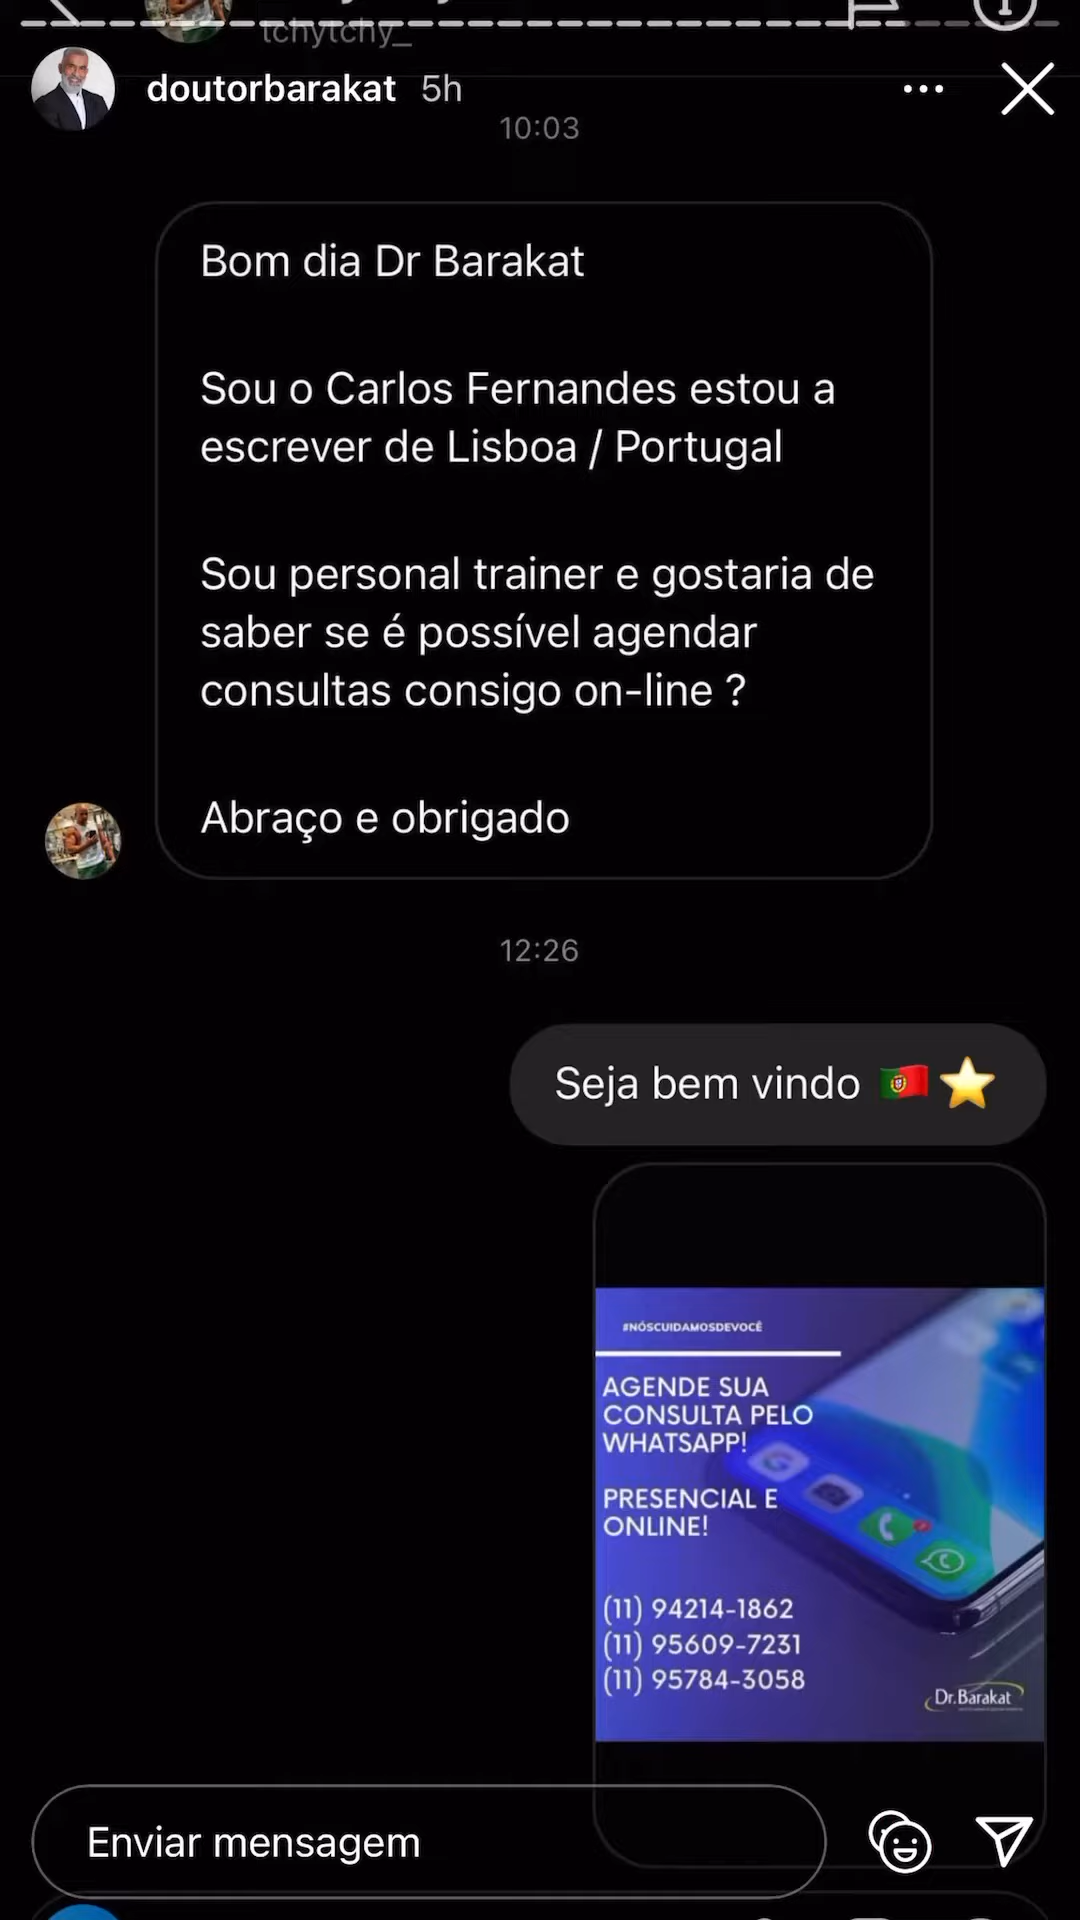 tchytchy_
doutorbarakat 5h
10:03
Bom dia Dr Barakat
Sou o Carlos Fernandes estou a
escrever de Lisboa / Portugal
Sou personal trainer e gostaria de
saber se é possível agendar
consultas consigo on-line ?
Abraço e obrigado
12:26
Seja bem vindo 🇵🇹⭐
#NÓSCUIDAMOSDEVOCÊ
AGENDE SUA
CONSULTA PELO
WHATSAPP!
PRESENCIAL E
ONLINE!
(11) 94214-1862
(11) 95609-7231
(11) 95784-3058
Dr.Barakat
Enviar mensagem